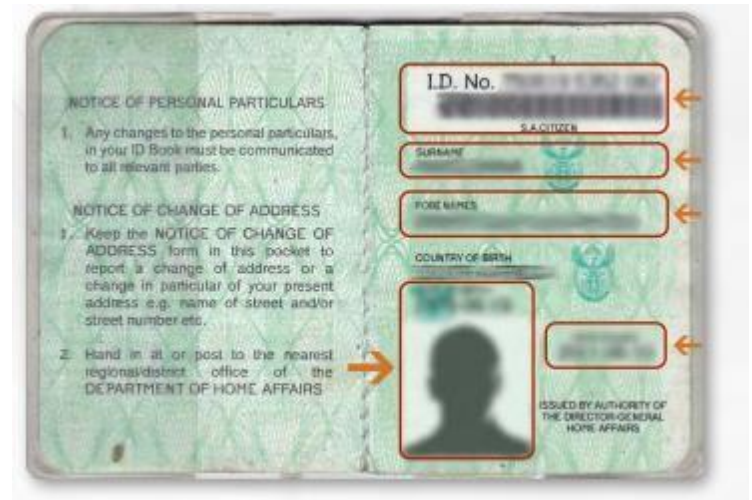 NOTICE OF PERSONAL PARTICULARS
1. Any changes to the personal particulars,
in your ID Book must be communicated
to all relevant parties.
NOTICE OF CHANGE OF ADDRESS
1. Keep the NOTICE OF CHANGE OF
ADDRESS form in this pocket to
report a change of address or a
change in particular of your present
address e.g. name of street and/or
street number etc.
2. Hand in at or post to the nearest
regional/district office of the
DEPARTMENT OF HOME AFFAIRS
I.D. No.
S.A.CITIZEN
SURNAME
FORE NAMES
COUNTRY OF BIRTH
ISSUED BY AUTHORITY OF
THE DIRECTOR-GENERAL
HOME AFFAIRS